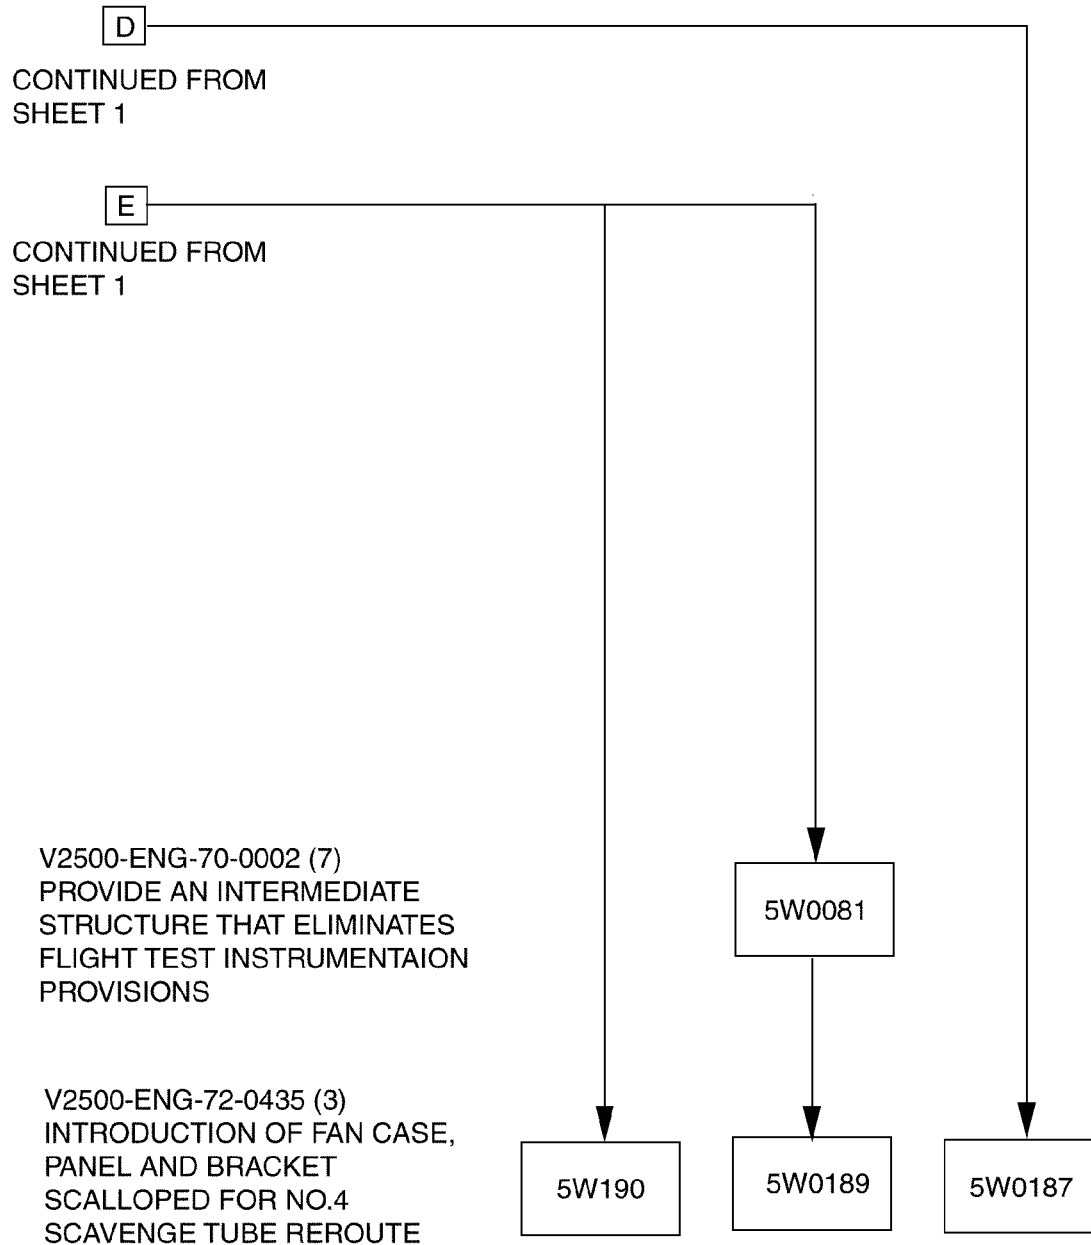 D
CONTINUED FROM
SHEET 1
E
CONTINUED FROM
SHEET 1
V2500-ENG-70-0002 (7)
PROVIDE AN INTERMEDIATE
STRUCTURE THAT ELIMINATES
FLIGHT TEST INSTRUMENTAION
PROVISIONS
5W0081
V2500-ENG-72-0435 (3)
INTRODUCTION OF FAN CASE,
PANEL AND BRACKET
SCALLOPED FOR NO.4
SCAVENGE TUBE REROUTE
5W190
5W0189
5W0187